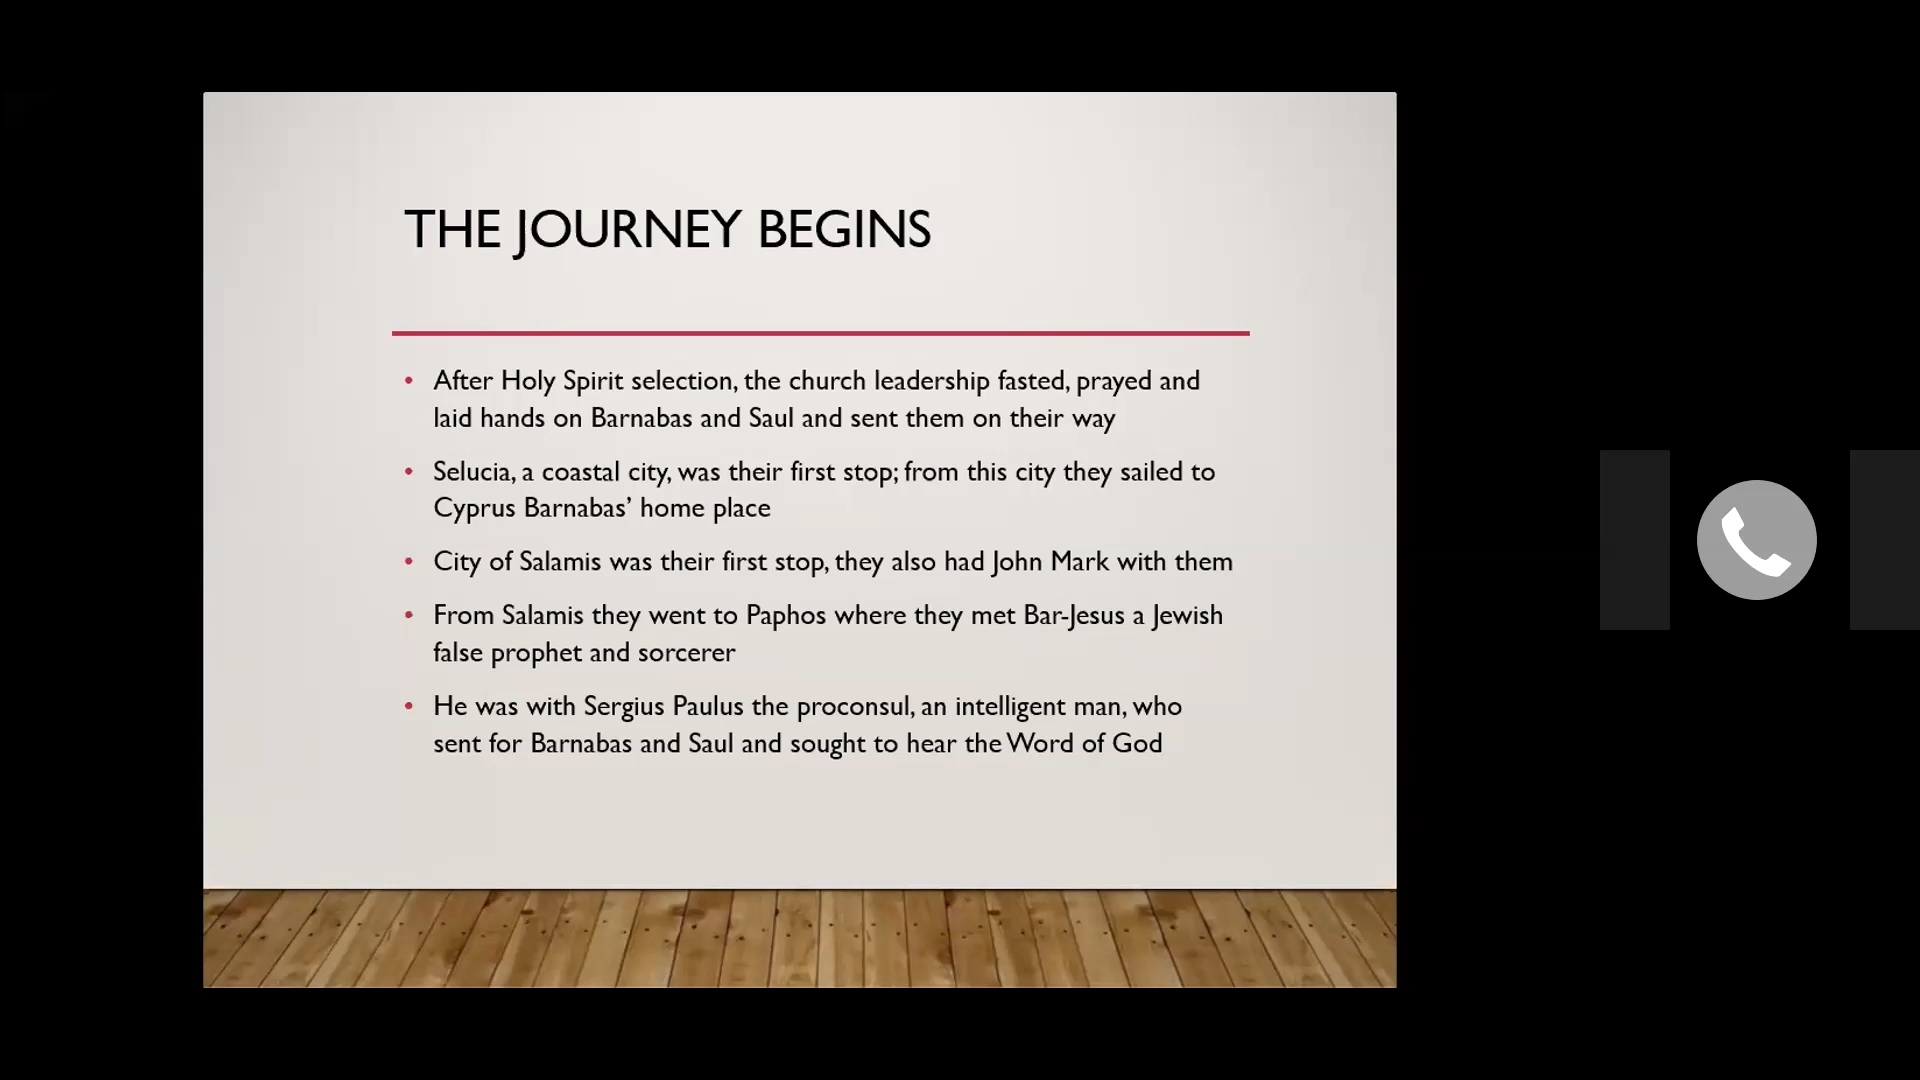 THE JOURNEY BEGINS
• After Holy Spirit selection, the church leadership fasted, prayed and
laid hands on Barnabas and Saul and sent them on their way
• Selucia, a coastal city, was their first stop; from this city they sailed to
Cyprus Barnabas’ home place
• City of Salamis was their first stop, they also had John Mark with them
• From Salamis they went to Paphos where they met Bar-Jesus a Jewish
false prophet and sorcerer
• He was with Sergius Paulus the proconsul, an intelligent man, who
sent for Barnabas and Saul and sought to hear the Word of God